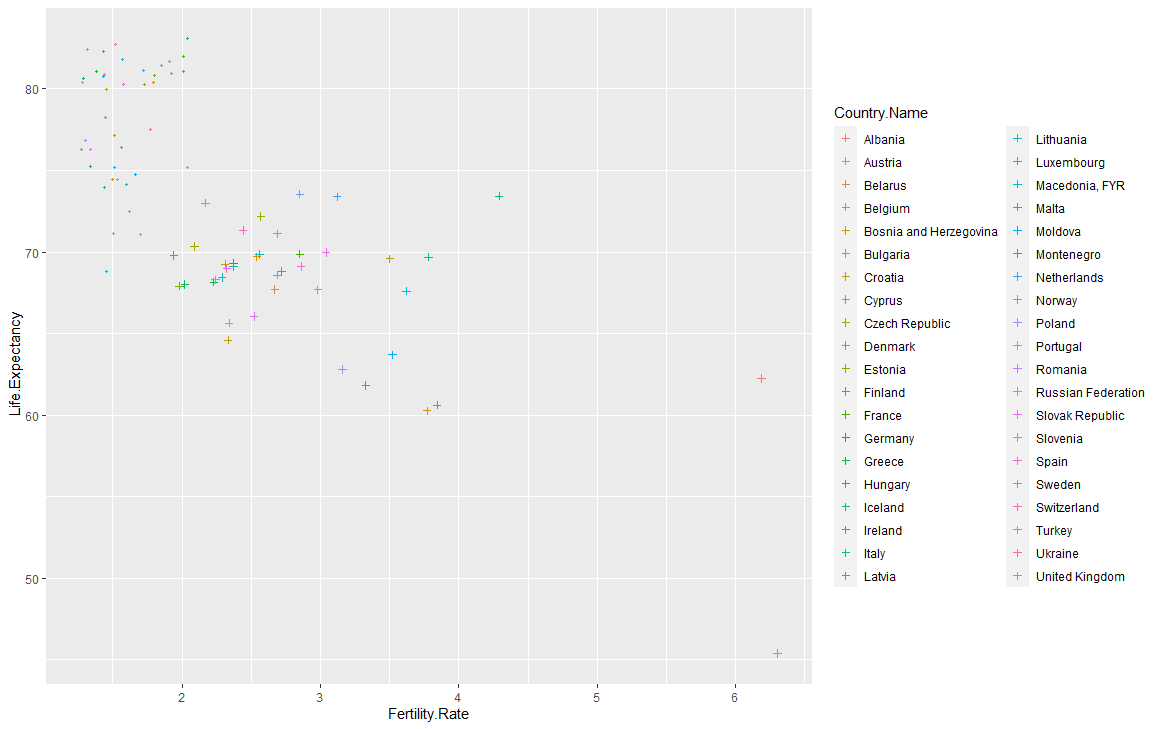 80
70
60
50
Life.Expectancy
2
3
4
5
6
Fertility.Rate
Country.Name
Albania
Austria
Belarus
Belgium
Bosnia and Herzegovina
Bulgaria
Croatia
Cyprus
Czech Republic
Denmark
Estonia
Finland
France
Germany
Greece
Hungary
Iceland
Ireland
Italy
Latvia
Lithuania
Luxembourg
Macedonia, FYR
Malta
Moldova
Montenegro
Netherlands
Norway
Poland
Portugal
Romania
Russian Federation
Slovak Republic
Slovenia
Spain
Sweden
Switzerland
Turkey
Ukraine
United Kingdom